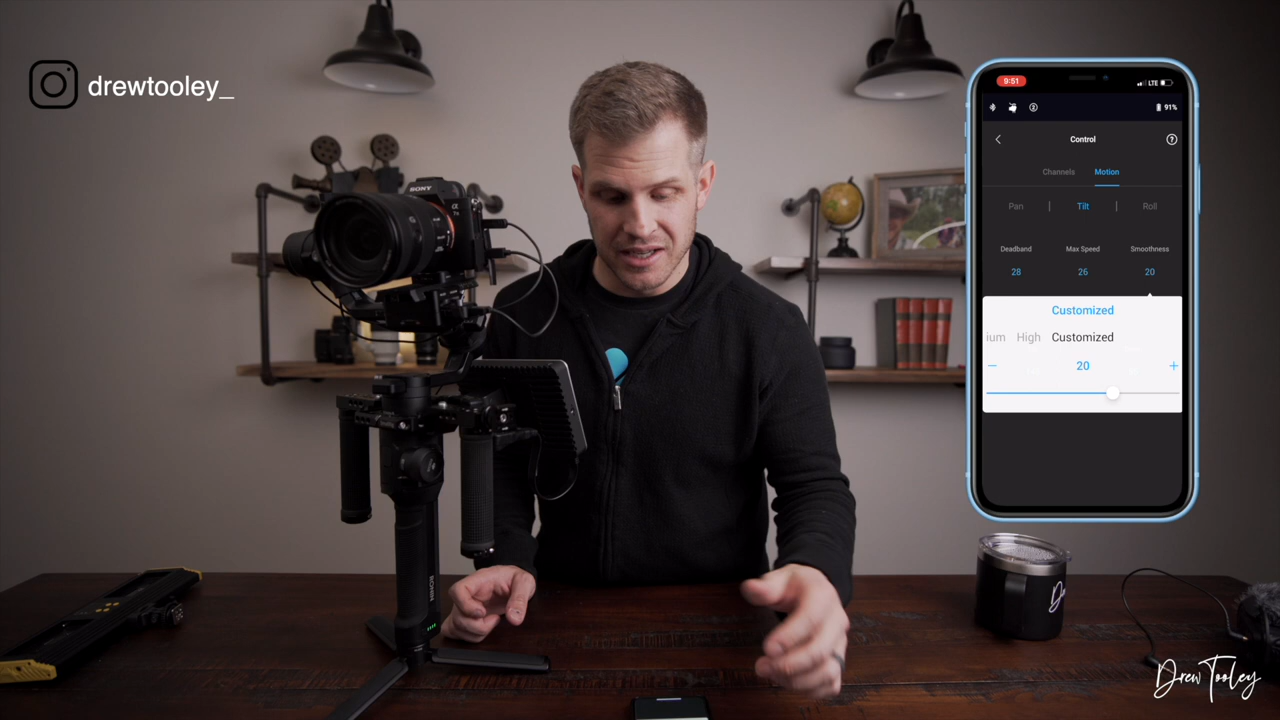 drewtooley_
9:51
LTE
91%
Control
?
Channels Motion
Pan | Tilt | Roll
Deadband Max Speed Smoothness
28 26 20
Customized
ium High Customized
− 20 +
SONY
α
RONIN
Drew Tooley